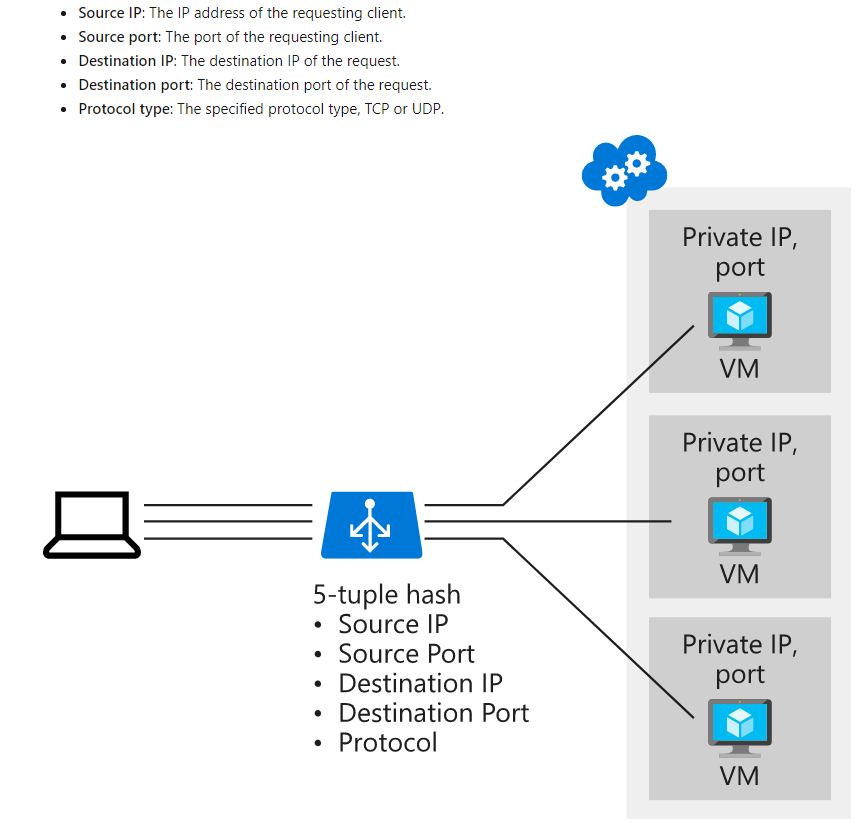 • Source IP: The IP address of the requesting client.
• Source port: The port of the requesting client.
• Destination IP: The destination IP of the request.
• Destination port: The destination port of the request.
• Protocol type: The specified protocol type, TCP or UDP.
Private IP,
port
VM
Private IP,
port
VM
5-tuple hash
• Source IP
• Source Port
• Destination IP
• Destination Port
• Protocol
Private IP,
port
VM